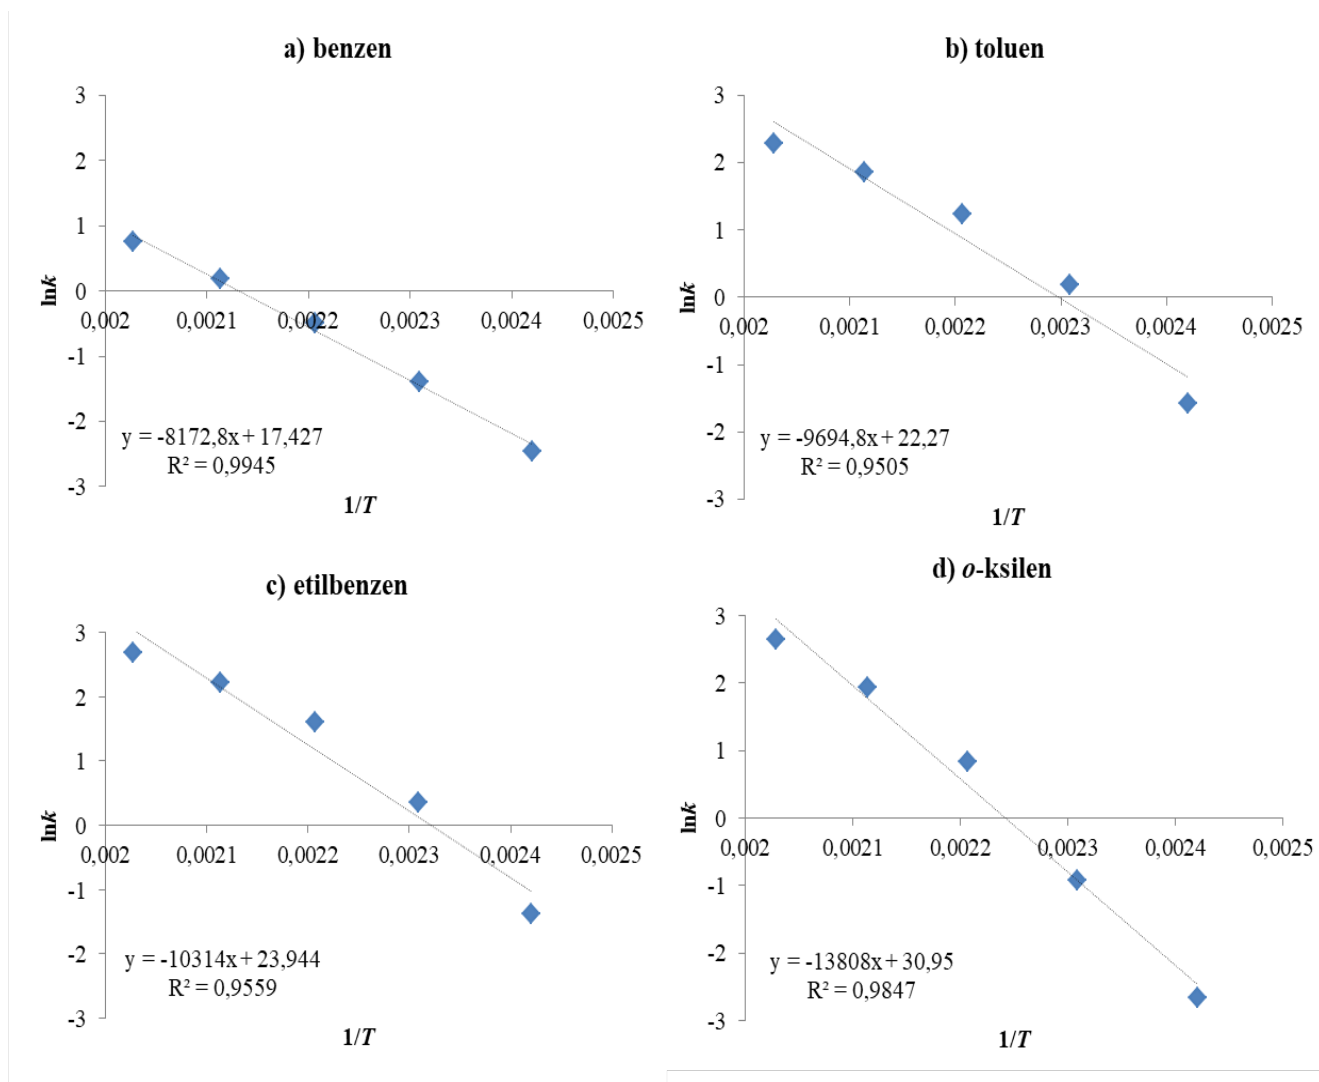 a) benzen
3
2
1
0
-1
-2
-3
lnk
0,002 0,0021 0,0022 0,0023 0,0024 0,0025
y = -8172,8x + 17,427
R² = 0,9945
1/T
b) toluen
3
2
1
0
-1
-2
-3
lnk
0,002 0,0021 0,0022 0,0023 0,0024 0,0025
y = -9694,8x + 22,27
R² = 0,9505
1/T
c) etilbenzen
3
2
1
0
-1
-2
-3
lnk
0,002 0,0021 0,0022 0,0023 0,0024 0,0025
y = -10314x + 23,944
R² = 0,9559
1/T
d) o-ksilen
3
2
1
0
-1
-2
-3
lnk
0,002 0,0021 0,0022 0,0023 0,0024 0,0025
y = -13808x + 30,95
R² = 0,9847
1/T